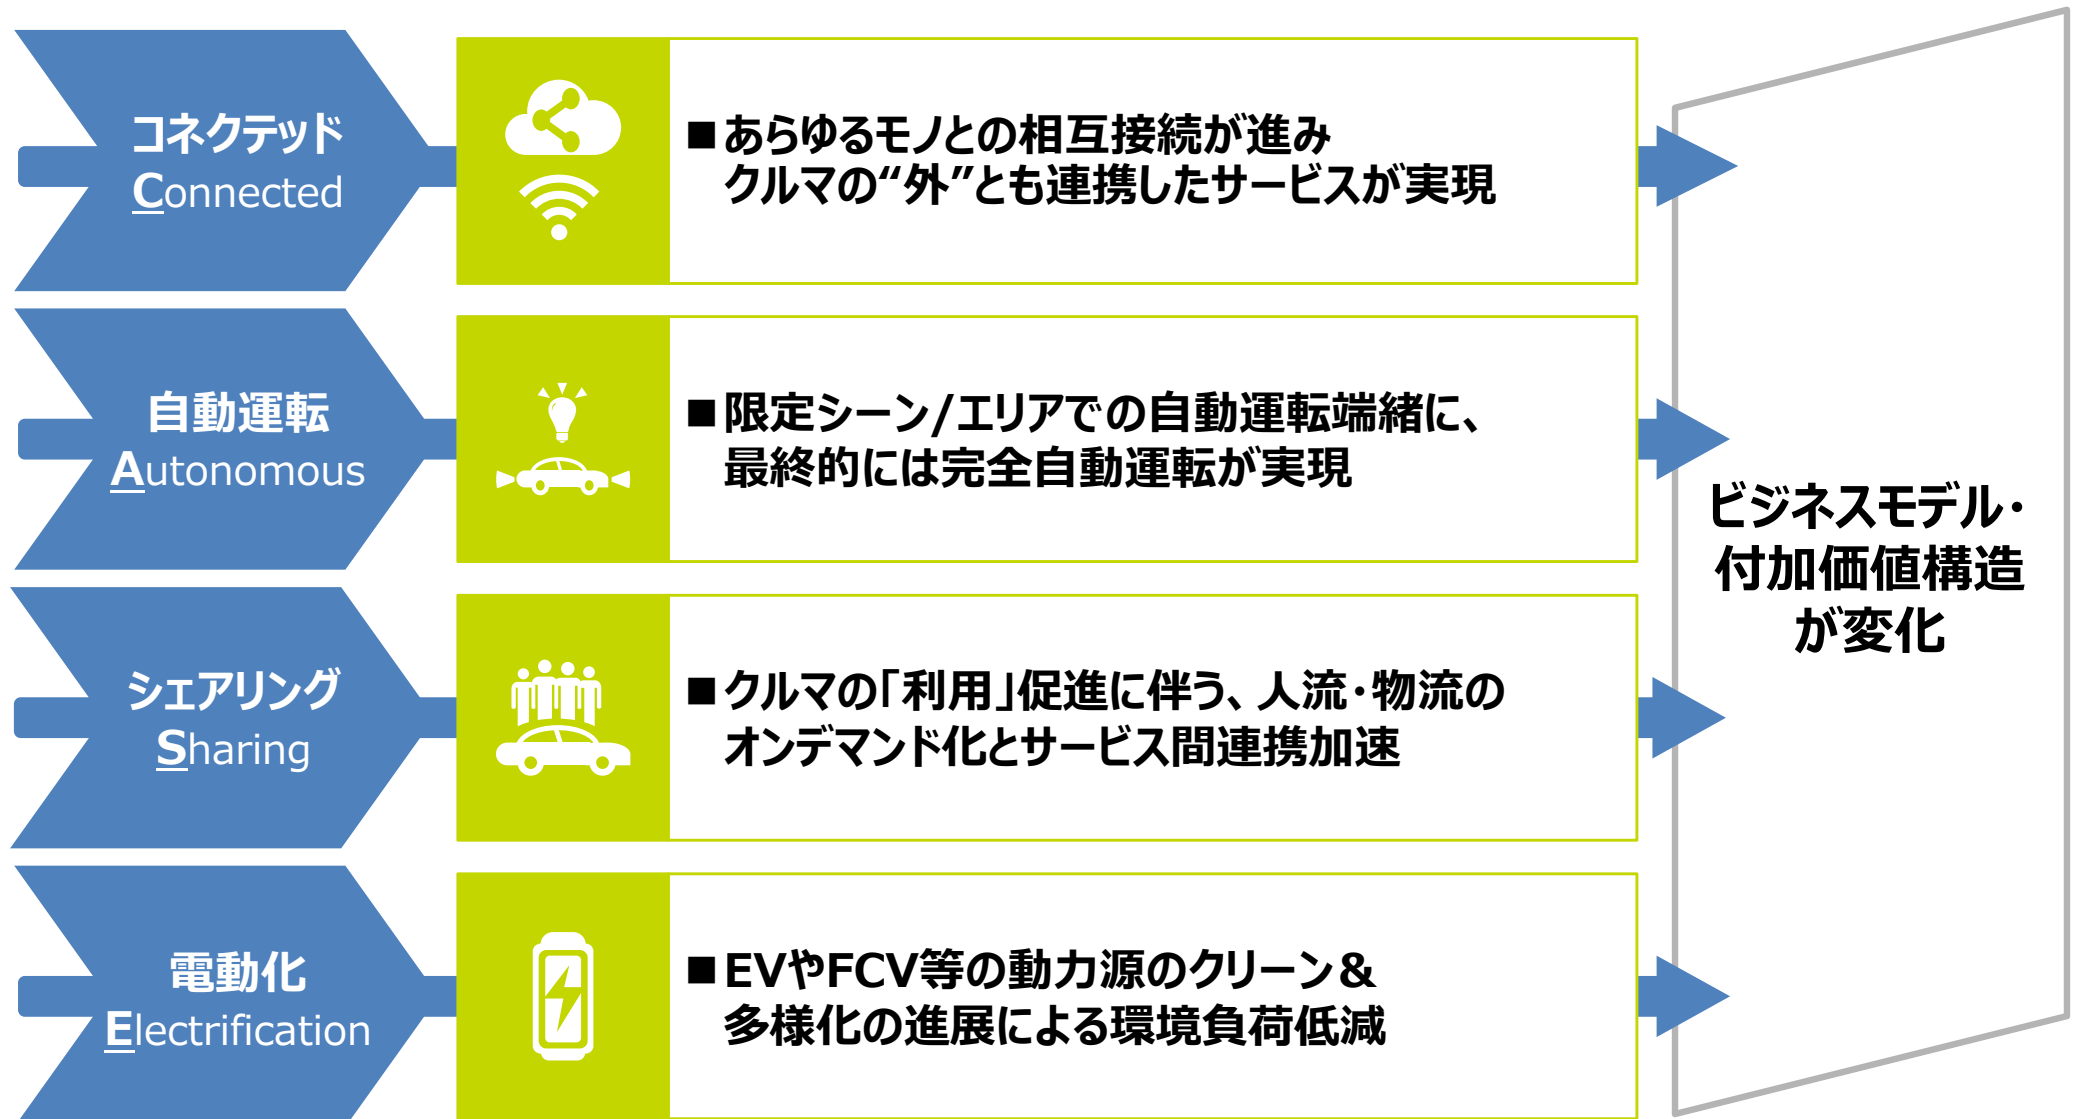 コネクテッド
Connected
■あらゆるモノとの相互接続が進み
クルマの“外”とも連携したサービスが実現
自動運転
Autonomous
■限定シーン/エリアでの自動運転端緒に、
最終的には完全自動運転が実現
シェアリング
Sharing
■クルマの「利用」促進に伴う、人流・物流の
オンデマンド化とサービス間連携加速
電動化
Electrification
■EVやFCV等の動力源のクリーン＆
多様化の進展による環境負荷低減
ビジネスモデル・
付加価値構造
が変化